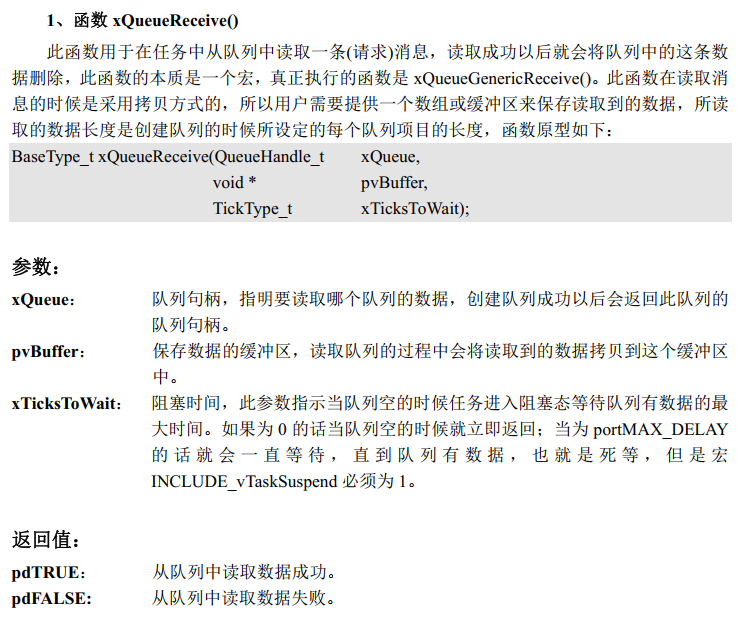 1、函数 xQueueReceive()
此函数用于在任务中从队列中读取一条(请求)消息，读取成功以后就会将队列中的这条数
据删除，此函数的本质是一个宏，真正执行的函数是 xQueueGenericReceive()。此函数在读取消
息的时候是采用拷贝方式的，所以用户需要提供一个数组或缓冲区来保存读取到的数据，所读
取的数据长度是创建队列的时候所设定的每个队列项目的长度，函数原型如下：
BaseType_t xQueueReceive(QueueHandle_t xQueue,
void * pvBuffer,
TickType_t xTicksToWait);
参数：
xQueue： 队列句柄，指明要读取哪个队列的数据，创建队列成功以后会返回此队列的
队列句柄。
pvBuffer： 保存数据的缓冲区，读取队列的过程中会将读取到的数据拷贝到这个缓冲区
中。
xTicksToWait： 阻塞时间，此参数指示当队列空的时候任务进入阻塞态等待队列有数据的最
大时间。如果为 0 的话当队列空的时候就立即返回；当为 portMAX_DELAY
的话就会一直等待，直到队列有数据，也就是死等，但是宏
INCLUDE_vTaskSuspend 必须为 1。
返回值：
pdTRUE： 从队列中读取数据成功。
pdFALSE: 从队列中读取数据失败。